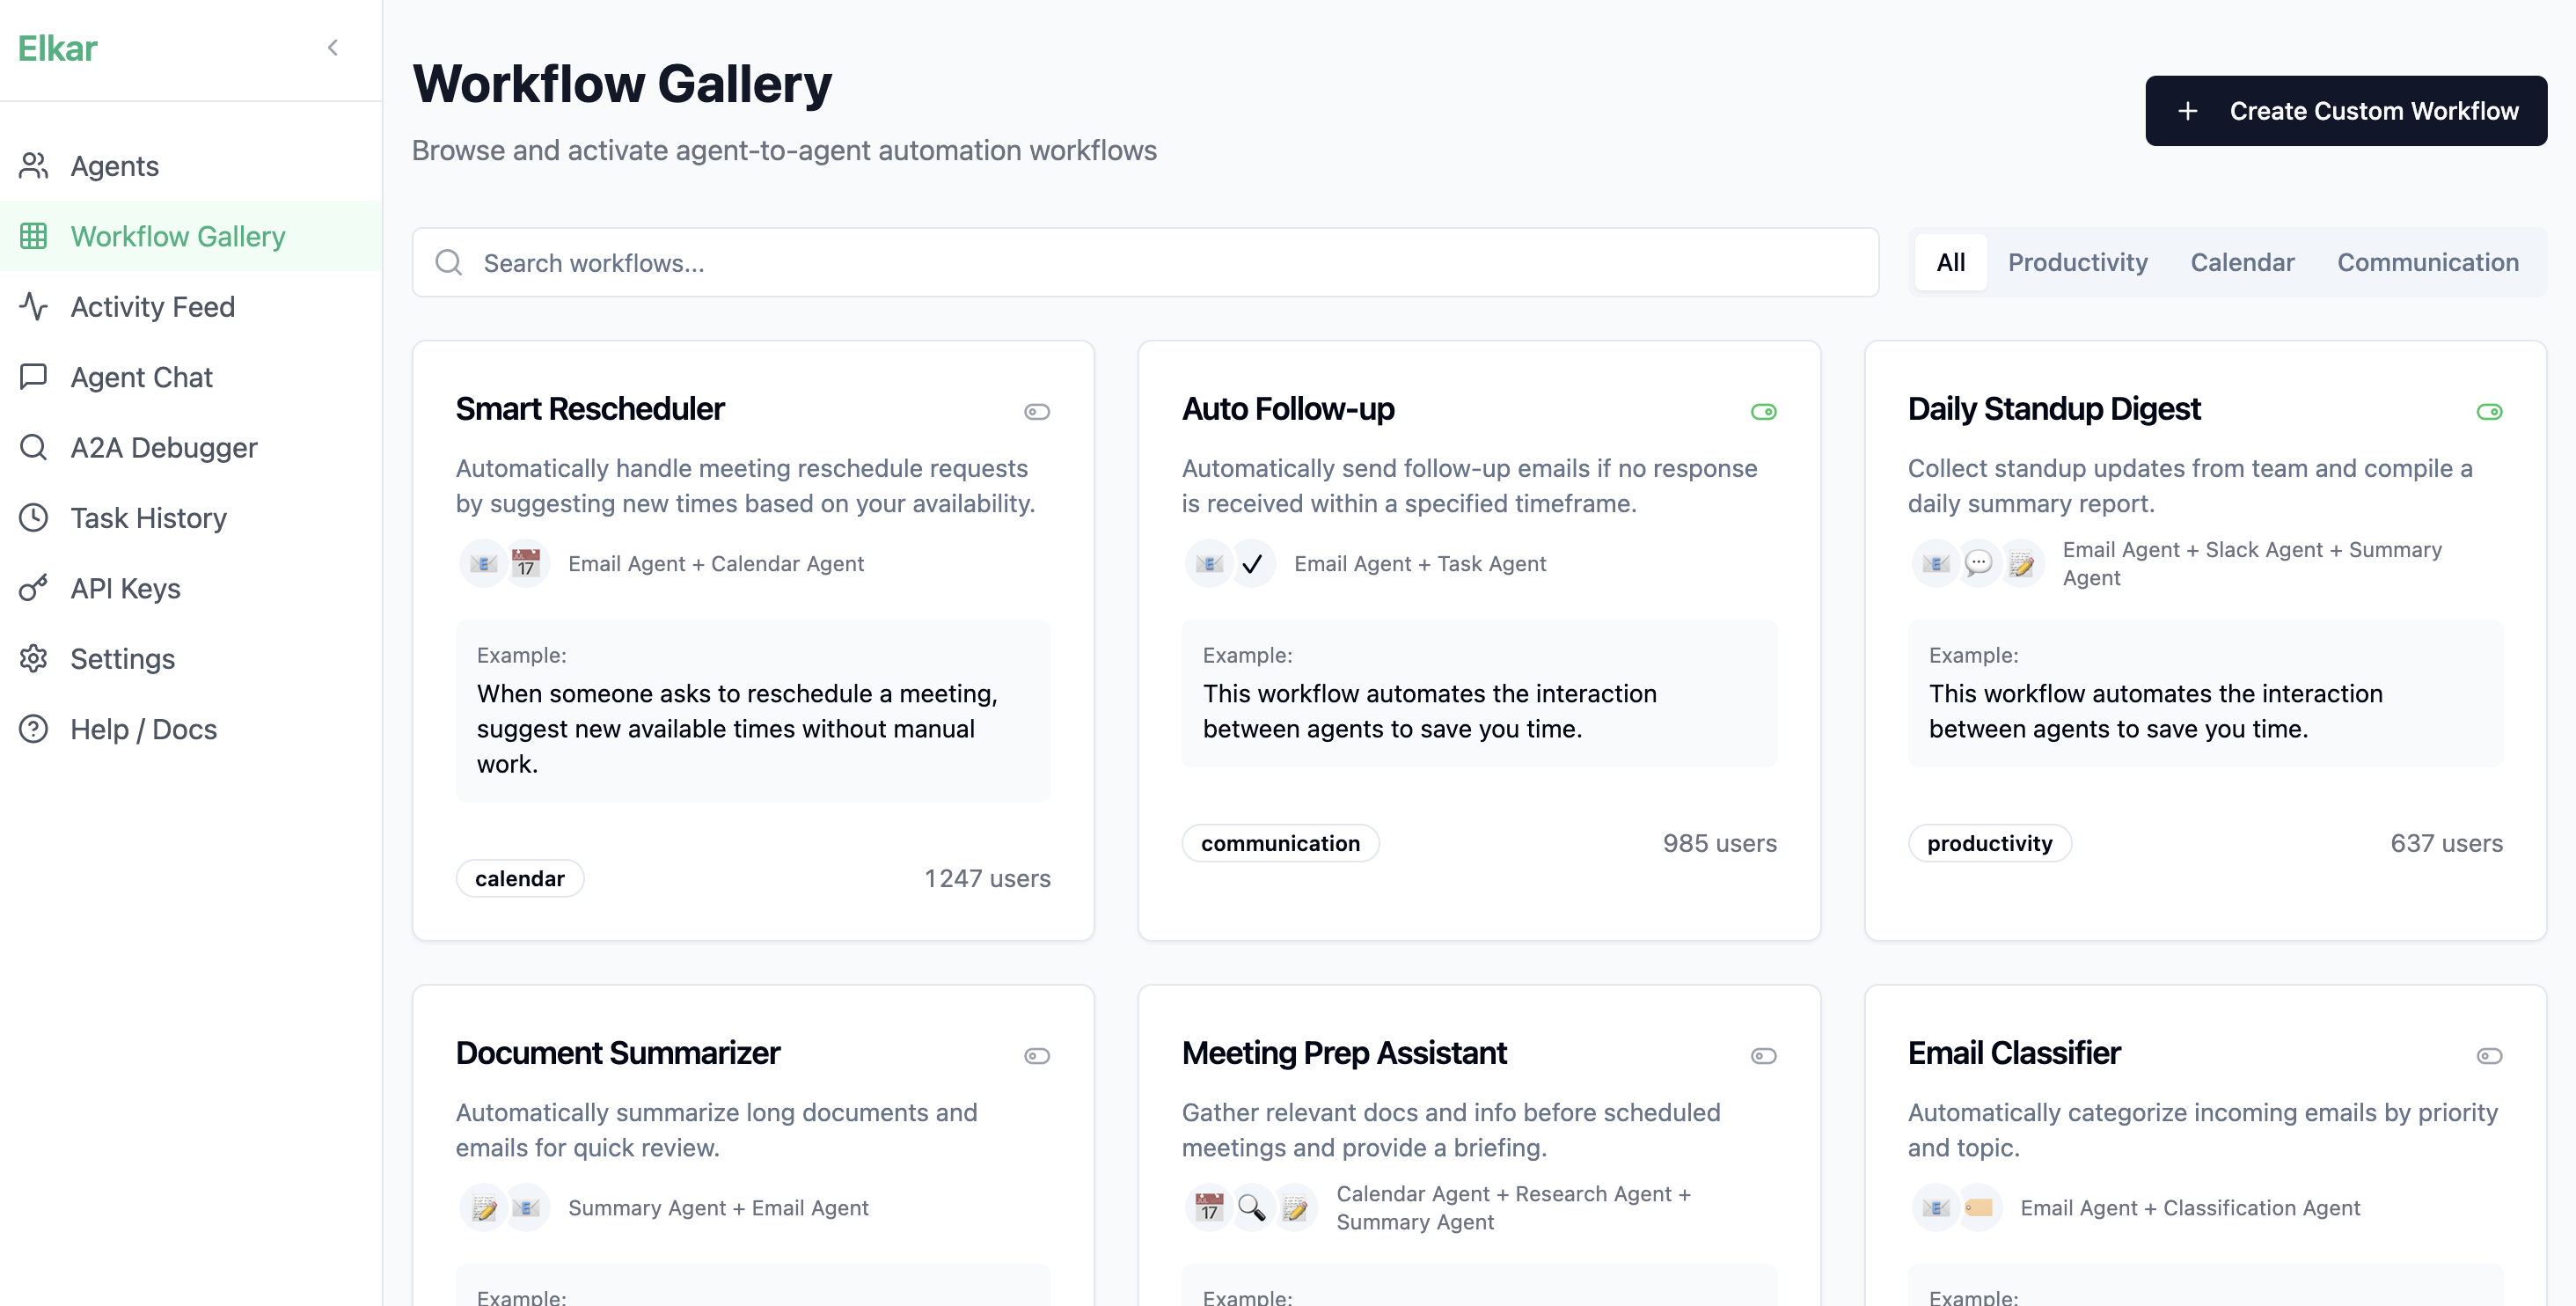 Elkar
Agents
Workflow Gallery
Activity Feed
Agent Chat
A2A Debugger
Task History
API Keys
Settings
Help / Docs
Workflow Gallery
Browse and activate agent-to-agent automation workflows
Create Custom Workflow
Search workflows...
All
Productivity
Calendar
Communication
Smart Rescheduler
Automatically handle meeting reschedule requests
by suggesting new times based on your availability.
17
Email Agent + Calendar Agent
Example:
When someone asks to reschedule a meeting,
suggest new available times without manual
work.
calendar
1247 users
Auto Follow-up
Automatically send follow-up emails if no response
is received within a specified timeframe.
Email Agent + Task Agent
Example:
This workflow automates the interaction
between agents to save you time.
communication
985 users
Daily Standup Digest
Collect standup updates from team and compile a
daily summary report.
Email Agent + Slack Agent + Summary
Agent
Example:
This workflow automates the interaction
between agents to save you time.
productivity
637 users
Document Summarizer
Automatically summarize long documents and
emails for quick review.
Summary Agent + Email Agent
Example:
Meeting Prep Assistant
Gather relevant docs and info before scheduled
meetings and provide a briefing.
17
Calendar Agent + Research Agent +
Summary Agent
Example:
Email Classifier
Automatically categorize incoming emails by priority
and topic.
Email Agent + Classification Agent
Example: